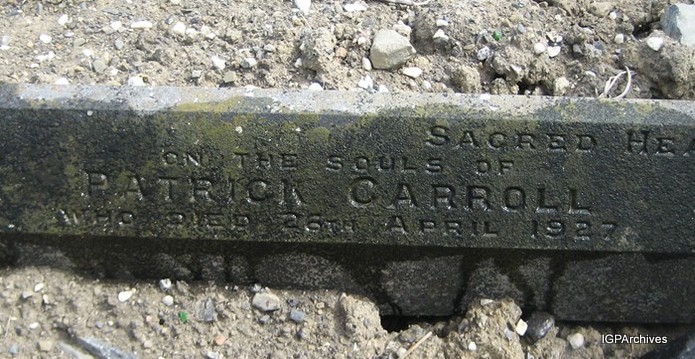 SACRED HEA
ON THE SOULS OF
PATRICK CARROLL
WHO DIED 26TH APRIL 1927
IGPArchives